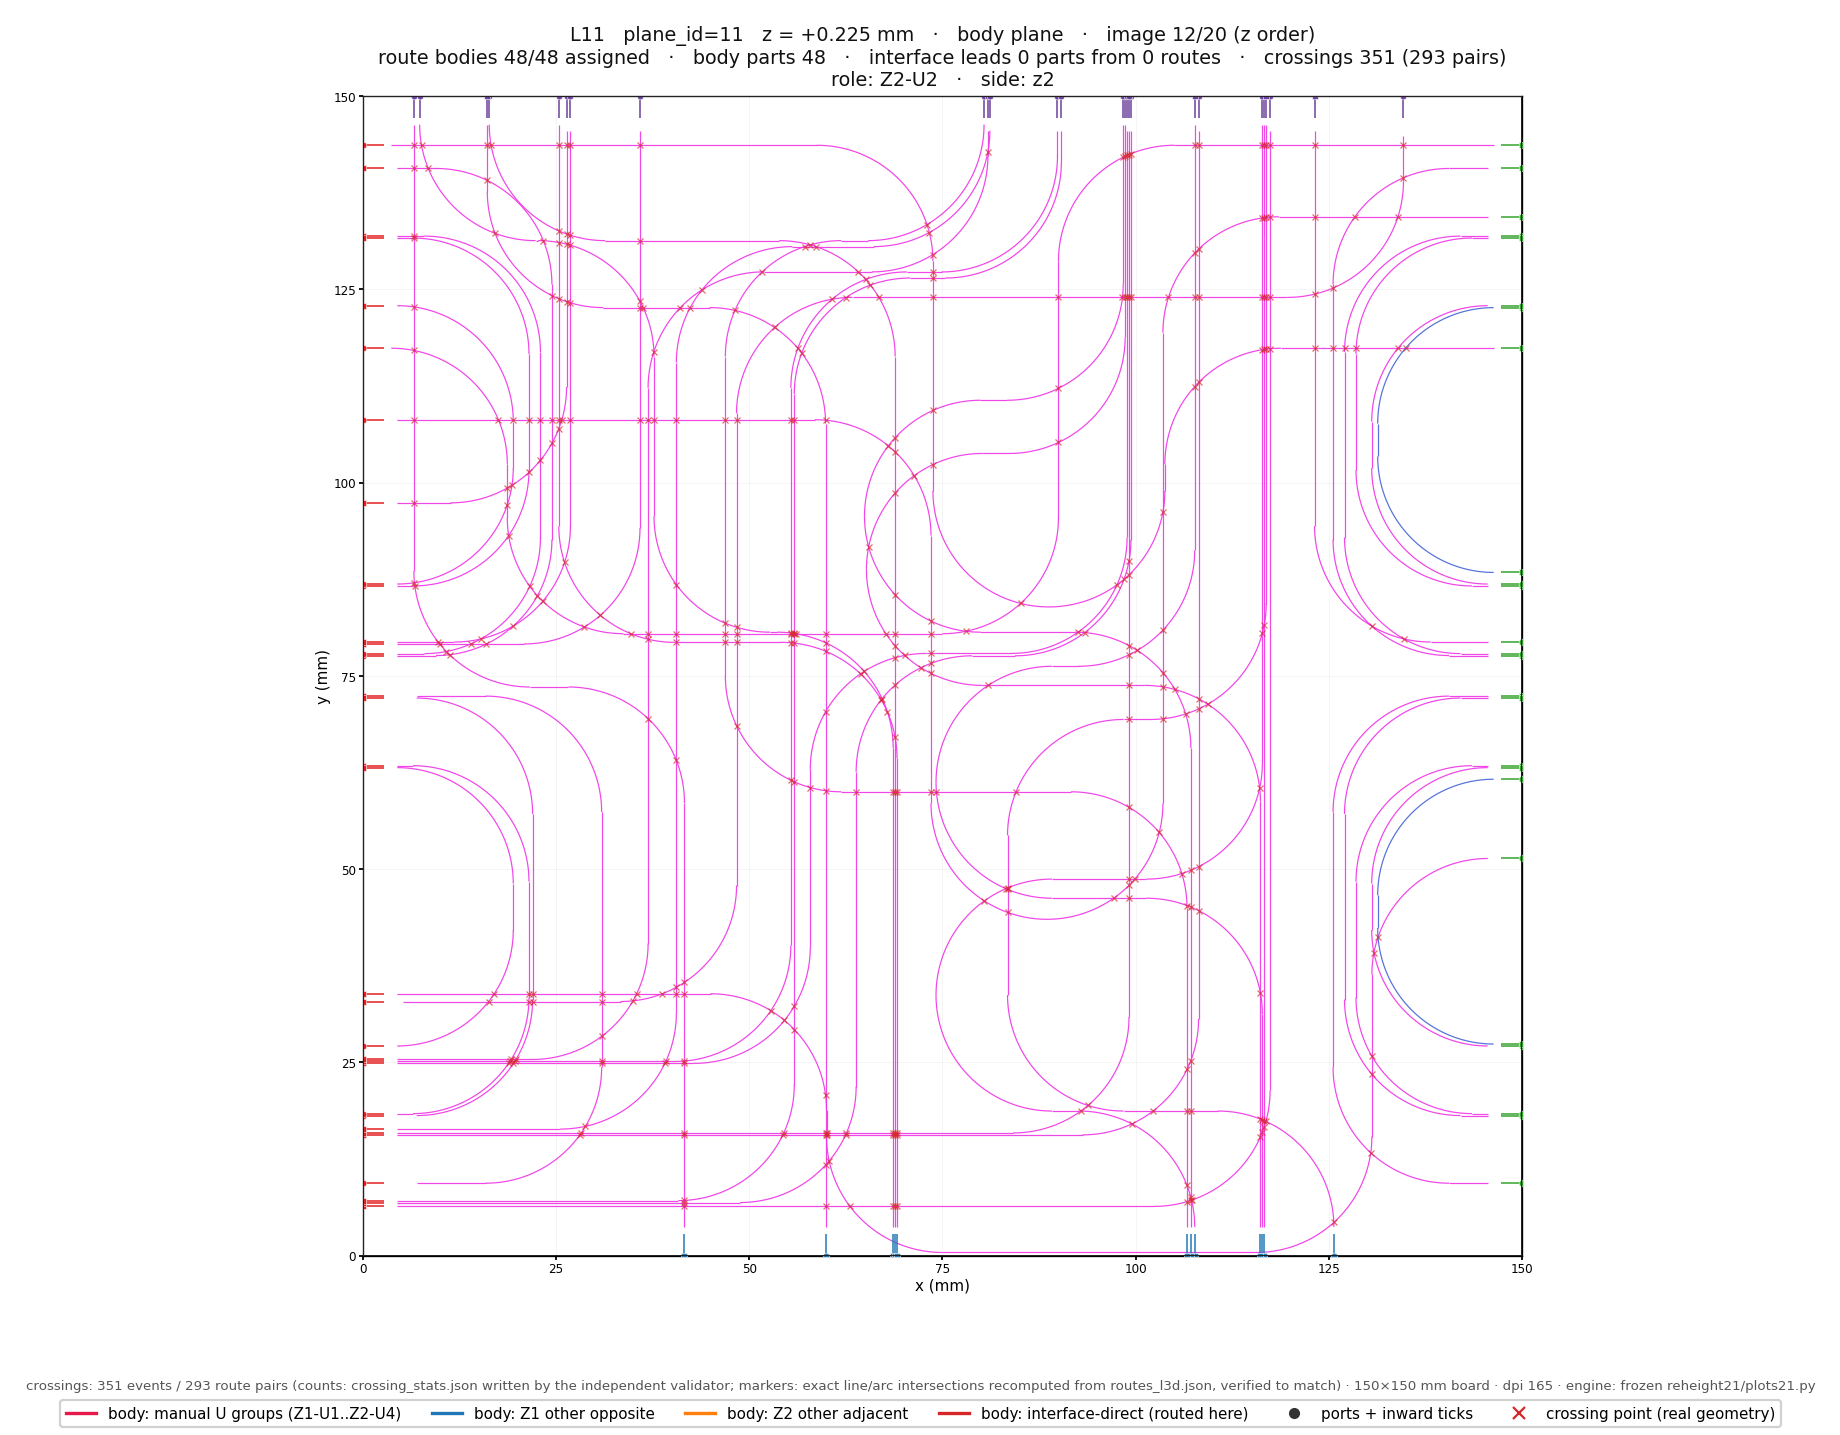 L11   plane_id=11   z = +0.225 mm   ·   body plane   ·   image 12/20 (z order)
route bodies 48/48 assigned   ·   body parts 48   ·   interface leads 0 parts from 0 routes   ·   crossings 351 (293 pairs)
role: Z2-U2   ·   side: z2
150
125
100
75
50
25
0
y (mm)
0 25 50 75 100 125 150
x (mm)
crossings: 351 events / 293 route pairs (counts: crossing_stats.json written by the independent validator; markers: exact line/arc intersections recomputed from routes_l3d.json, verified to match) · 150×150 mm board · dpi 165 · engine: frozen reheight21/plots21.py
body: manual U groups (Z1-U1..Z2-U4) body: Z1 other opposite body: Z2 other adjacent body: interface-direct (routed here) ports + inward ticks crossing point (real geometry)